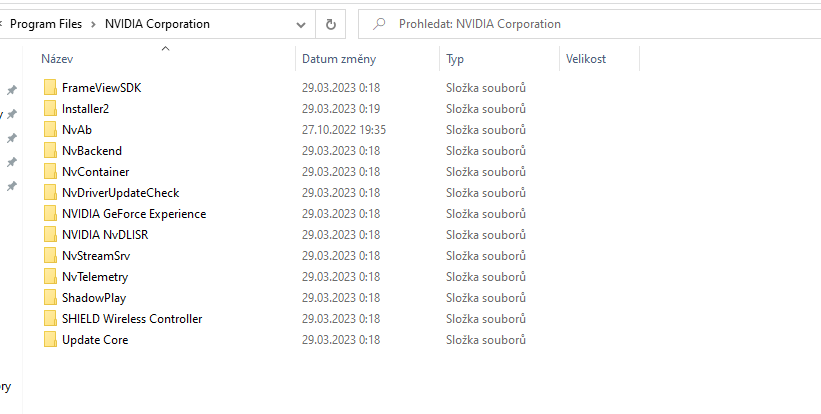 Program Files > NVIDIA Corporation
Prohledat: NVIDIA Corporation
Název Datum změny Typ Velikost
FrameViewSDK 29.03.2023 0:18 Složka souborů
Installer2 29.03.2023 0:19 Složka souborů
NvAb 27.10.2022 19:35 Složka souborů
NvBackend 29.03.2023 0:18 Složka souborů
NvContainer 29.03.2023 0:18 Složka souborů
NvDriverUpdateCheck 29.03.2023 0:18 Složka souborů
NVIDIA GeForce Experience 29.03.2023 0:18 Složka souborů
NVIDIA NvDLISR 29.03.2023 0:18 Složka souborů
NvStreamSrv 29.03.2023 0:18 Složka souborů
NvTelemetry 29.03.2023 0:18 Složka souborů
ShadowPlay 29.03.2023 0:18 Složka souborů
SHIELD Wireless Controller 29.03.2023 0:18 Složka souborů
Update Core 29.03.2023 0:18 Složka souborů